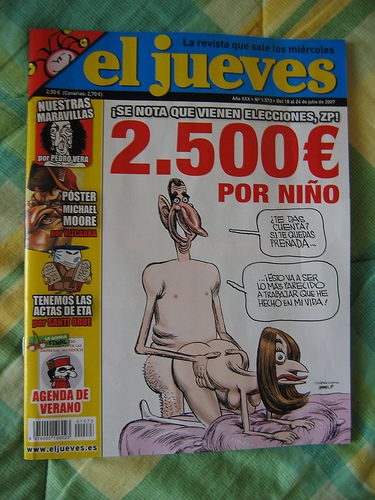 La revista que sale los miércoles
el jueves
2,50 € (Canarias: 2,70 €)
Año XXX • Nº 1.573 • Del 18 al 24 de julio de 2007
¡SE NOTA QUE VIENEN ELECCIONES, ZP!
2.500 €
POR NIÑO
NUESTRAS
MARAVILLAS
por PEDRO VERA
PÓSTER
MICHAEL
MOORE
por VIZCARRA
TENEMOS LAS
ACTAS DE ETA
por SANTI ORUE
FINAL
AGENDA DE
VERANO
¿TE DAS
CUENTA?
SI TE QUEDAS
PREÑADA...
...¡ESTO VA A SER
LO MÁS PARECIDO
A TRABAJAR QUE HE
HECHO EN MI VIDA!
www.eljueves.es